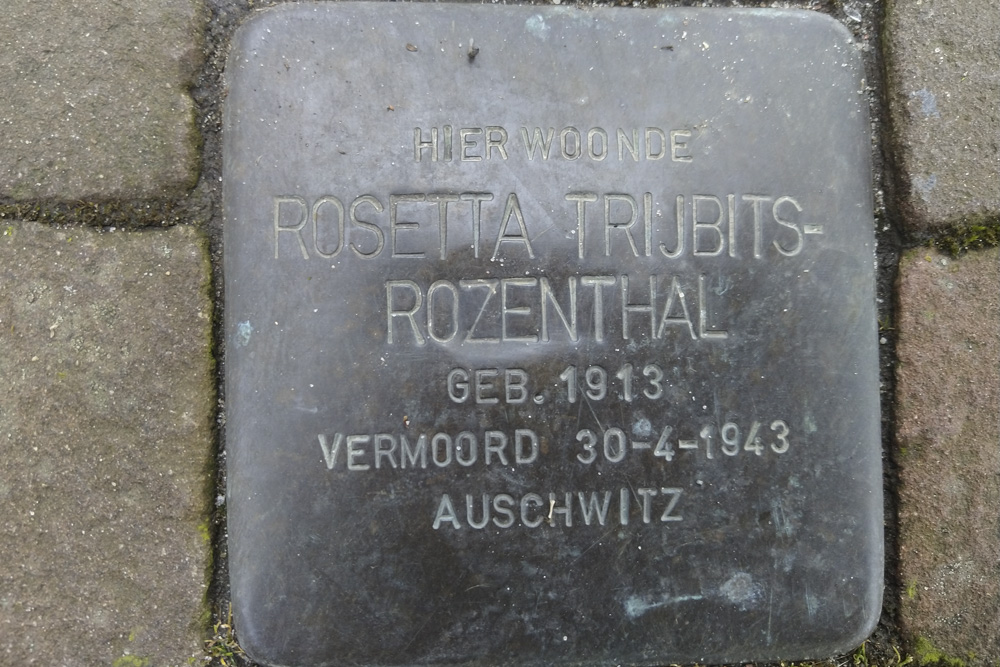 HIER WOONDE
ROSETTA TRIJBITS-
ROZENTHAL
GEB. 1913
VERMOORD 30-4-1943
AUSCHWITZ